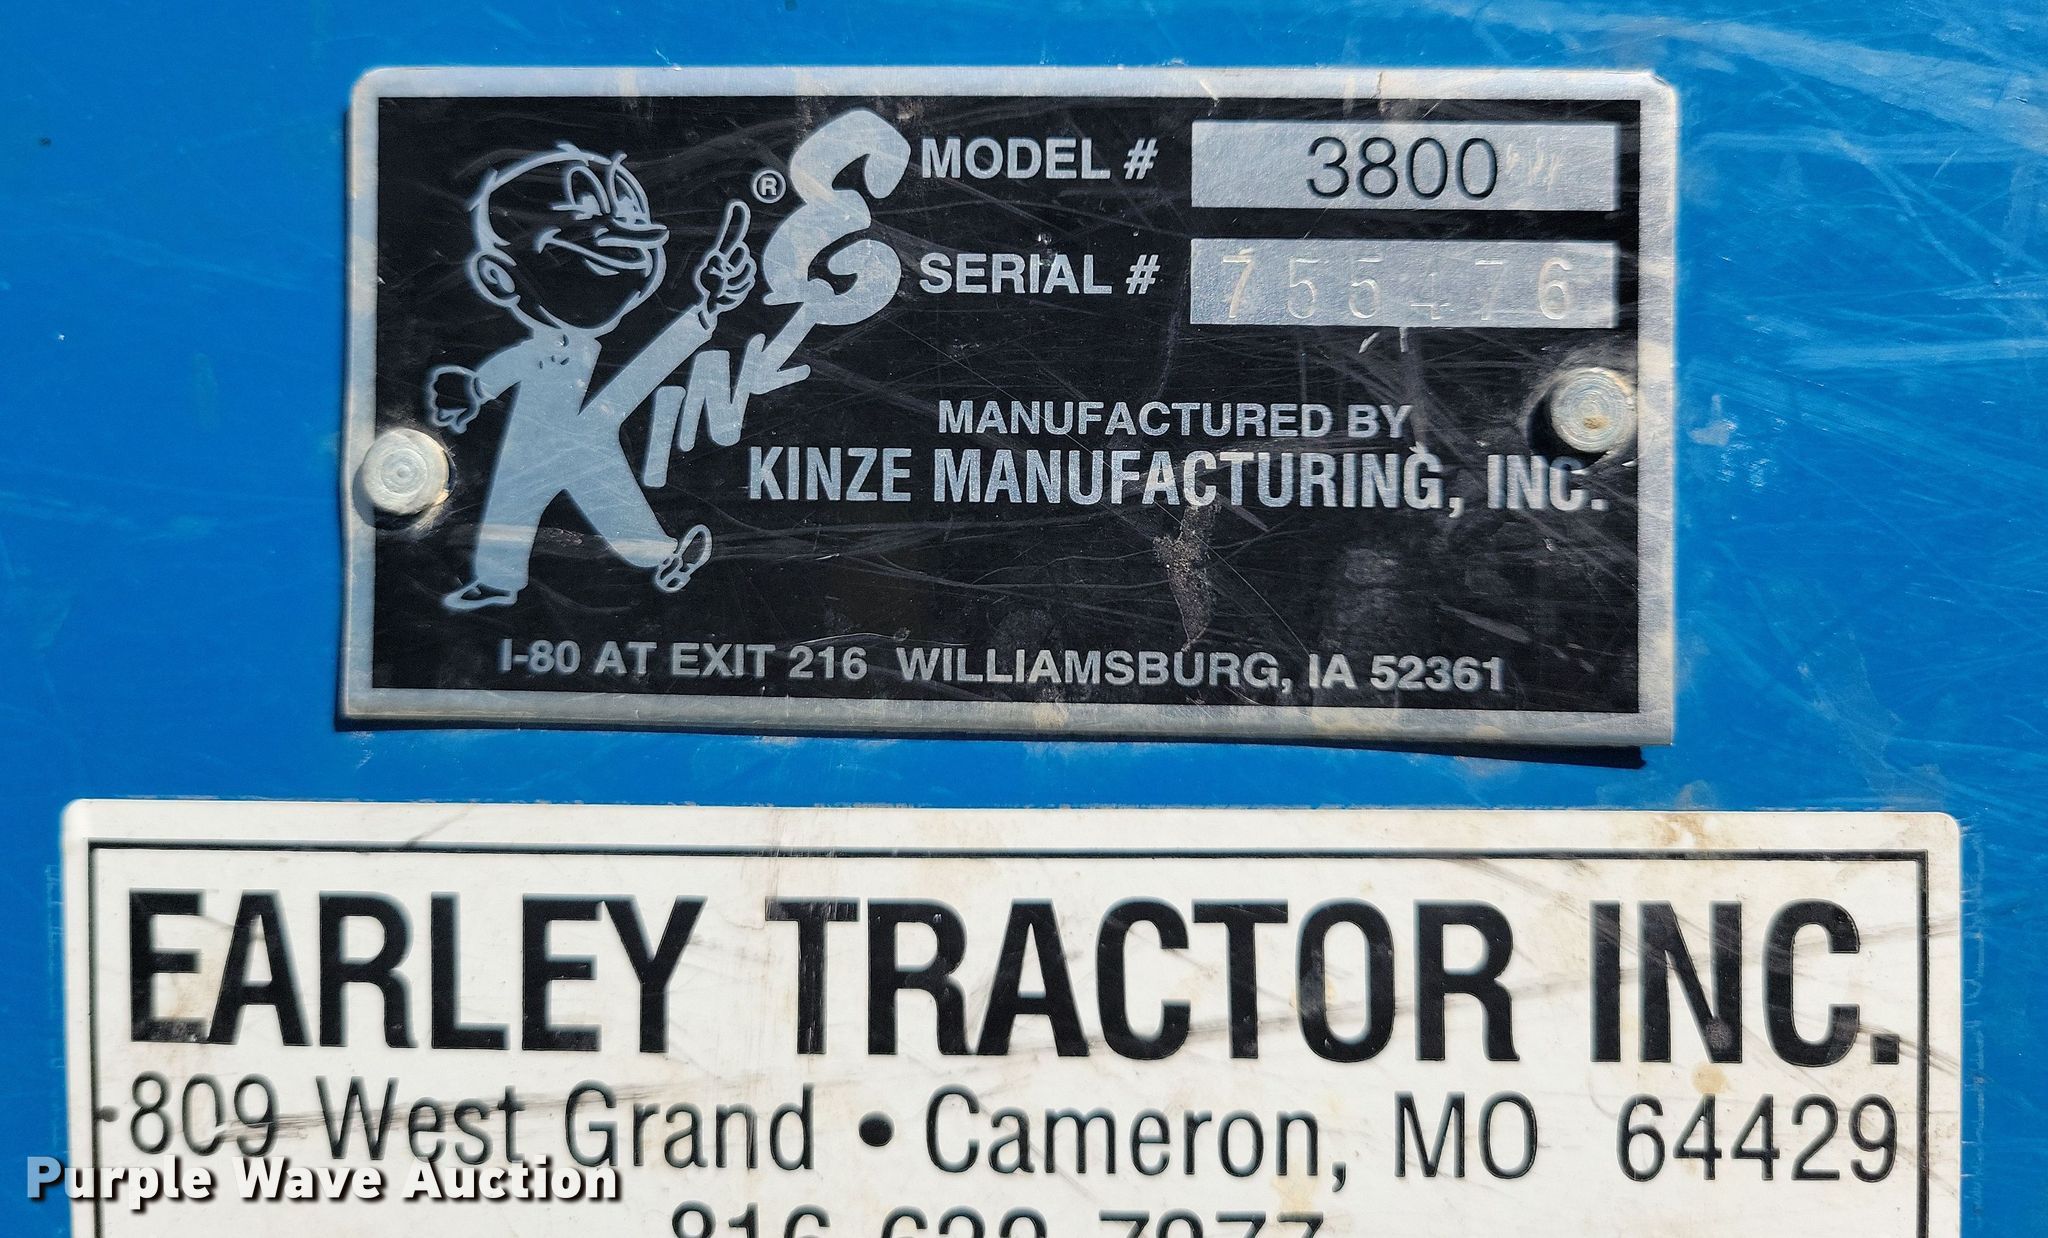 KINZE ®
MODEL # 3800
SERIAL # 755476
MANUFACTURED BY
KINZE MANUFACTURING, INC.
I-80 AT EXIT 216 WILLIAMSBURG, IA 52361
EARLEY TRACTOR INC.
809 West Grand • Cameron, MO 64429
Purple Wave Auction